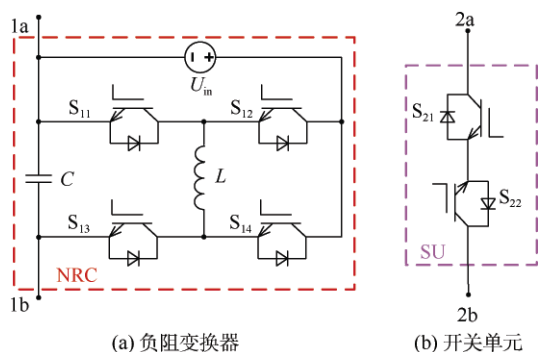 1a
2a
U_in
S_11
S_12
S_21
C
L
S_13
S_14
S_22
NRC
SU
1b
2b
(a) 负阻变换器
(b) 开关单元